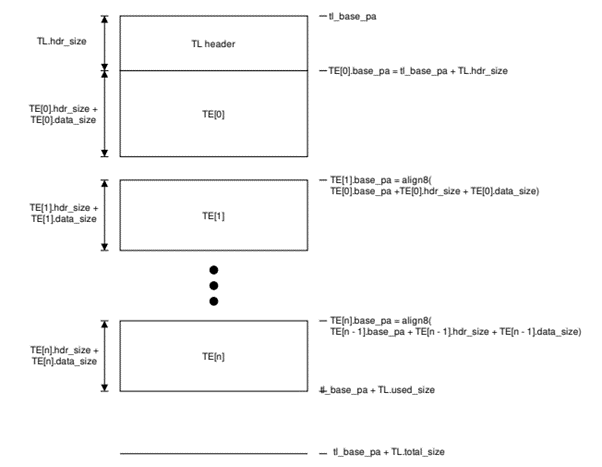 tl_base_pa
TL.hdr_size
TL header
TE[0].base_pa = tl_base_pa + TL.hdr_size
TE[0].hdr_size +
TE[0].data_size
TE[0]
TE[1].base_pa = align8(
TE[0].base_pa +TE[0].hdr_size + TE[0].data_size)
TE[1].hdr_size +
TE[1].data_size
TE[1]
TE[n].base_pa = align8(
TE[n - 1].base_pa + TE[n - 1].hdr_size + TE[n - 1].data_size)
TE[n].hdr_size +
TE[n].data_size
TE[n]
tl_base_pa + TL.used_size
tl_base_pa + TL.total_size